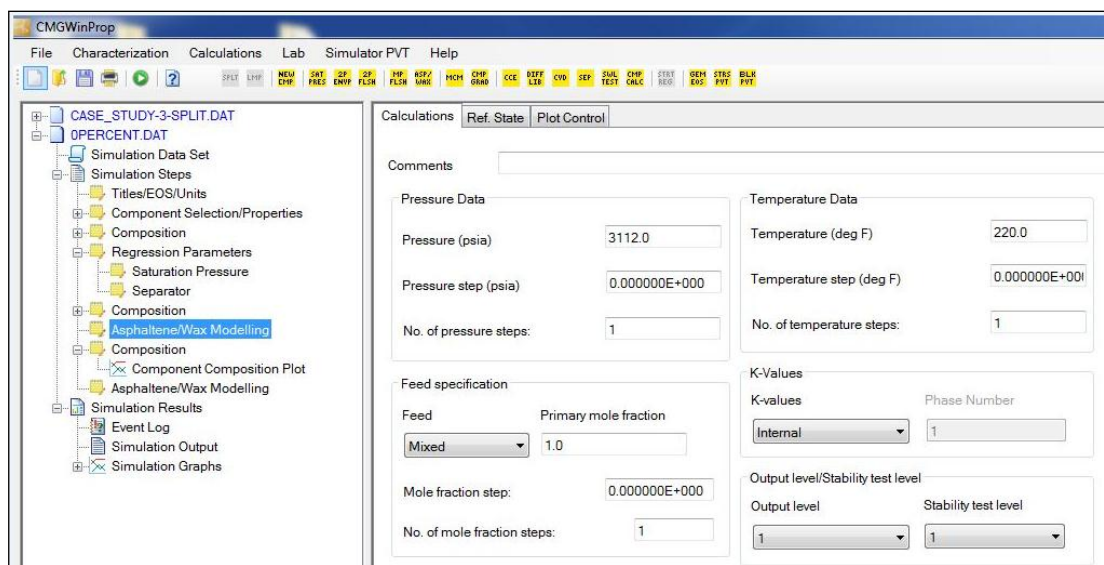 CMGWinProp
File Characterization Calculations Lab Simulator PVT Help
SPLT LMP NEW CMP SAT PRES 2P ENVP 2P FLSH MP FLSH ASP/WAX MCM CMP GRAD CCE DIFF LIB CVD SEP SWL TEST CMP CALC STRT REG GEM EOS STRS PVT BLK PVT
CASE_STUDY-3-SPLIT.DAT
0PERCENT.DAT
Simulation Data Set
Simulation Steps
Titles/EOS/Units
Component Selection/Properties
Composition
Regression Parameters
Saturation Pressure
Separator
Composition
Asphaltene/Wax Modelling
Composition
Component Composition Plot
Asphaltene/Wax Modelling
Simulation Results
Event Log
Simulation Output
Simulation Graphs
Calculations Ref. State Plot Control
Comments
Pressure Data
Pressure (psia) 3112.0
Pressure step (psia) 0.000000E+000
No. of pressure steps: 1
Temperature Data
Temperature (deg F) 220.0
Temperature step (deg F) 0.000000E+00
No. of temperature steps: 1
Feed specification
Feed Primary mole fraction
Mixed 1.0
Mole fraction step: 0.000000E+000
No. of mole fraction steps: 1
K-Values
K-values Phase Number
Internal 1
Output level/Stability test level
Output level Stability test level
1 1